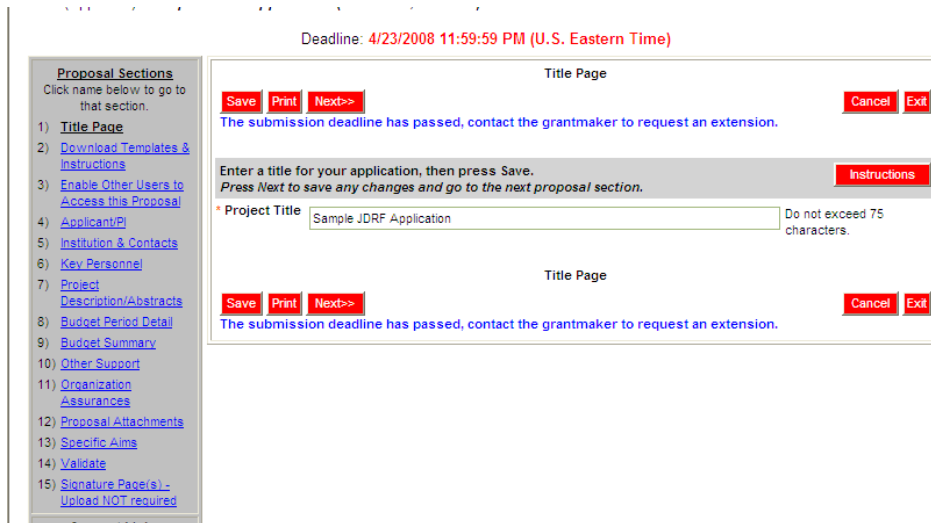 Deadline: 4/23/2008 11:59:59 PM (U.S. Eastern Time)
Proposal Sections
Click name below to go to
that section.
1) Title Page
2) Download Templates &
Instructions
3) Enable Other Users to
Access this Proposal
4) Applicant/PI
5) Institution & Contacts
6) Key Personnel
7) Project
Description/Abstracts
8) Budget Period Detail
9) Budget Summary
10) Other Support
11) Organization
Assurances
12) Proposal Attachments
13) Specific Aims
14) Validate
15) Signature Page(s) -
Upload NOT required
Title Page
Save Print Next>> Cancel Exit
The submission deadline has passed, contact the grantmaker to request an extension.
Enter a title for your application, then press Save.
Press Next to save any changes and go to the next proposal section.
Instructions
* Project Title Sample JDRF Application Do not exceed 75
characters.
Title Page
Save Print Next>> Cancel Exit
The submission deadline has passed, contact the grantmaker to request an extension.